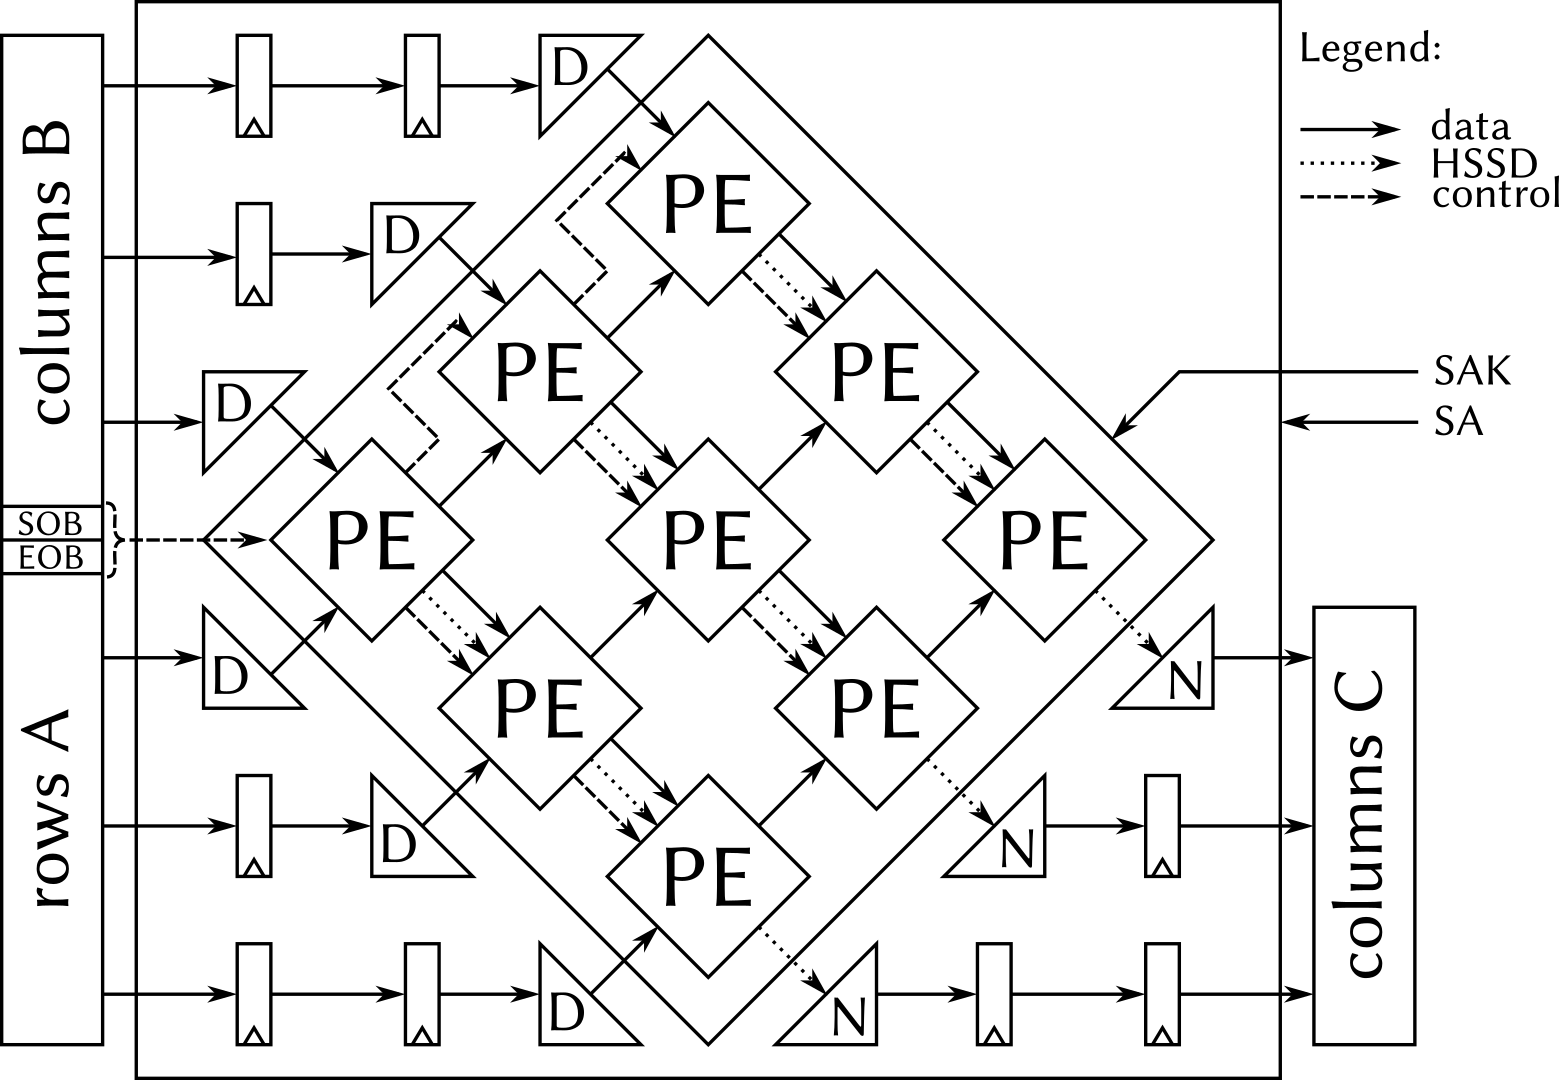 Legend:
data
HSSD
control
columns B
D
D
D
PE
PE
PE
SAK
SA
SOB
EOB
PE
PE
PE
rows A
D
PE
PE
N
D
PE
N
D
N
columns C